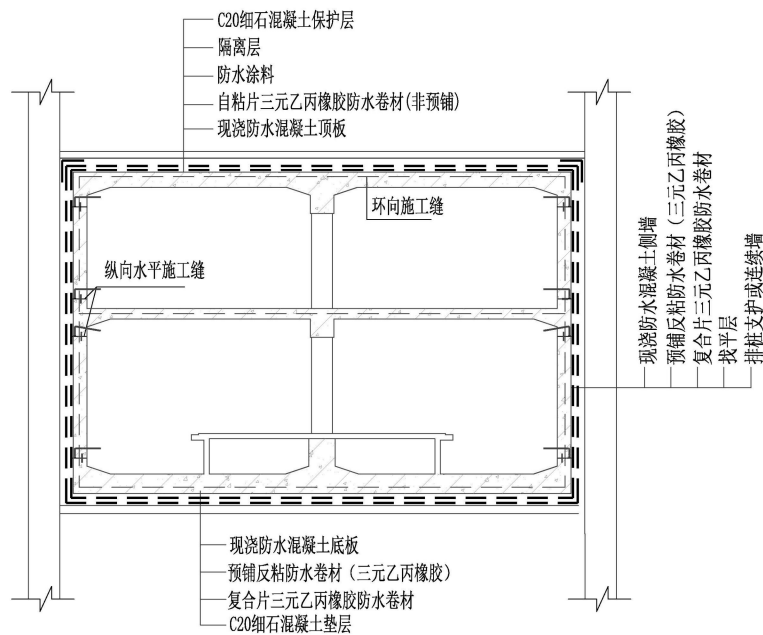 C20细石混凝土保护层
隔离层
防水涂料
自粘片三元乙丙橡胶防水卷材(非预铺)
现浇防水混凝土顶板
环向施工缝
纵向水平施工缝
现浇防水混凝土侧墙
预铺反粘防水卷材（三元乙丙橡胶）
复合片三元乙丙橡胶防水卷材
找平层
排桩支护或连续墙
现浇防水混凝土底板
预铺反粘防水卷材（三元乙丙橡胶）
复合片三元乙丙橡胶防水卷材
C20细石混凝土垫层